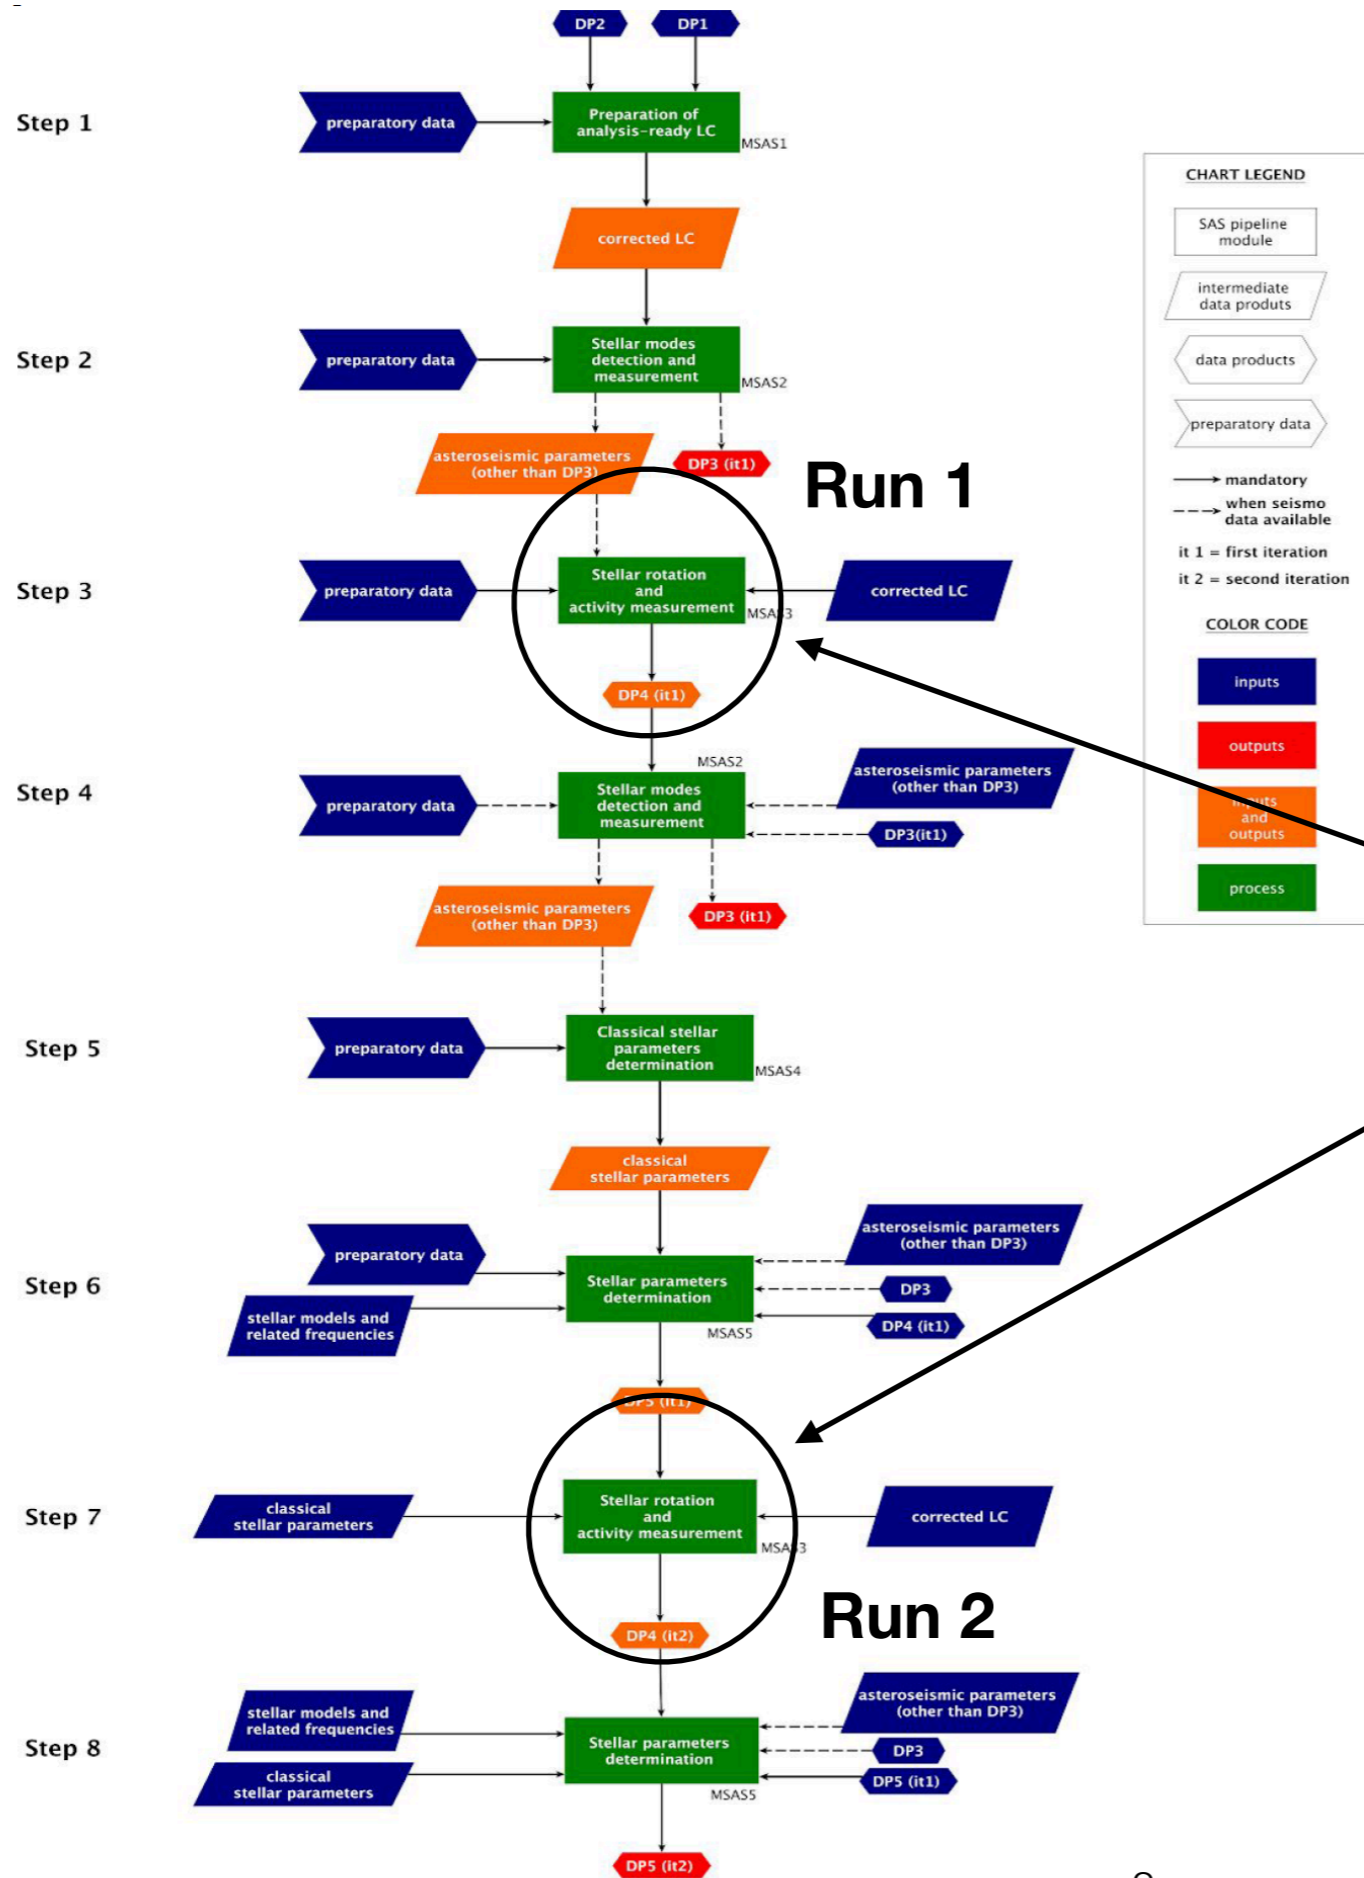 DP2
DP1
Step 1
preparatory data
Preparation of
analysis-ready LC
MSAS1
corrected LC
Step 2
preparatory data
Stellar modes
detection and
measurement
MSAS2
asteroseismic parameters
(other than DP3)
DP3 (it1)
Run 1
Step 3
preparatory data
Stellar rotation
and
activity measurement
MSAS3
corrected LC
DP4 (it1)
MSAS2
Step 4
preparatory data
Stellar modes
detection and
measurement
asteroseismic parameters
(other than DP3)
DP3(it1)
asteroseismic parameters
(other than DP3)
DP3 (it1)
Step 5
preparatory data
Classical stellar
parameters
determination
MSAS4
classical
stellar parameters
Step 6
preparatory data
stellar models and
related frequencies
Stellar parameters
determination
MSAS5
asteroseismic parameters
(other than DP3)
DP3
DP4 (it1)
DP5 (it1)
Step 7
classical
stellar parameters
Stellar rotation
and
activity measurement
MSAS3
corrected LC
DP4 (it2)
Run 2
Step 8
stellar models and
related frequencies
classical
stellar parameters
Stellar parameters
determination
MSAS5
asteroseismic parameters
(other than DP3)
DP3
DP5 (it1)
DP5 (it2)
CHART LEGEND
SAS pipeline
module
intermediate
data produts
data products
preparatory data
mandatory
when seismo
data available
it 1 = first iteration
it 2 = second iteration
COLOR CODE
inputs
outputs
inputs
and
outputs
process